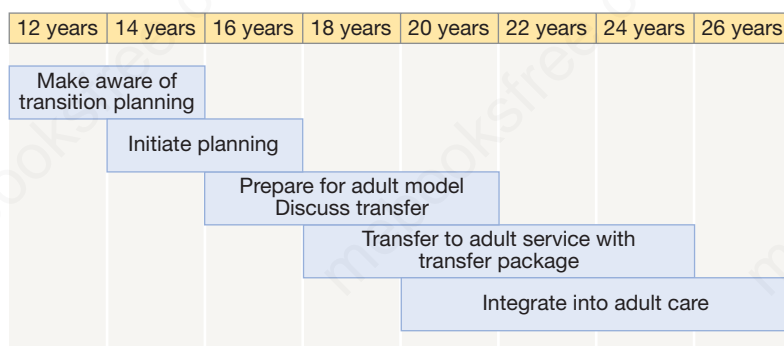 12 years 14 years 16 years 18 years 20 years 22 years 24 years 26 years
Make aware of
transition planning
Initiate planning
Prepare for adult model
Discuss transfer
Transfer to adult service with
transfer package
Integrate into adult care